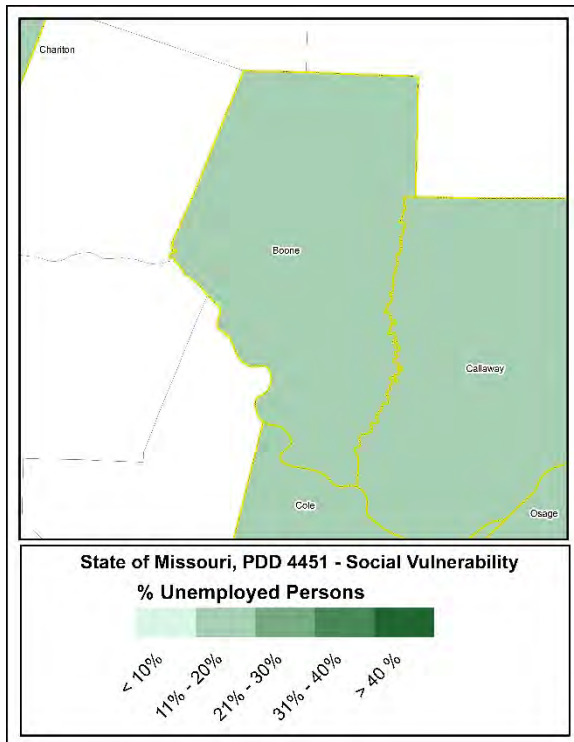 Chariton
Boone
Callaway
Cole
Osage
State of Missouri, PDD 4451 - Social Vulnerability
% Unemployed Persons
< 10%
11% - 20%
21% - 30%
31% - 40%
> 40 %